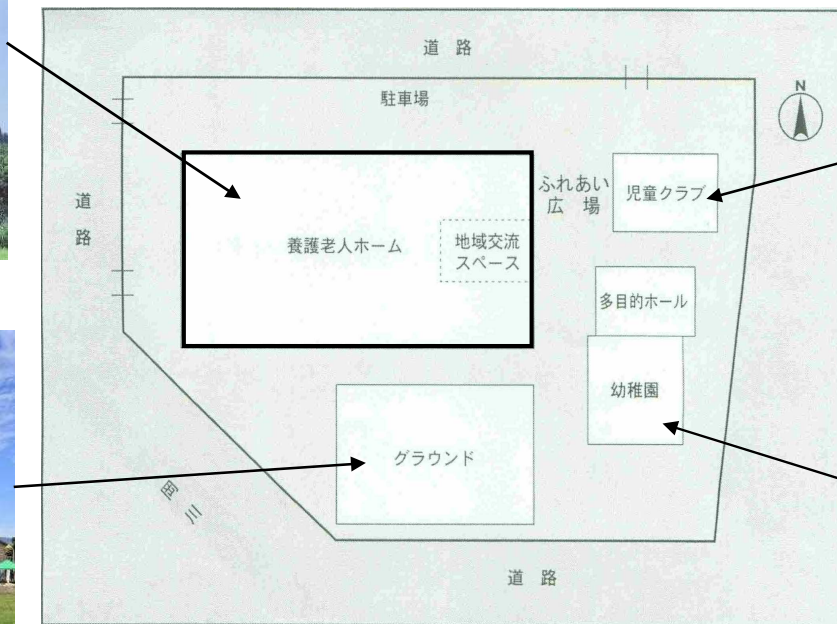 道 路
N
駐車場
ふれあい
広 場
児童クラブ
道
路
養護老人ホーム
地域交流
スペース
多目的ホール
幼稚園
グラウンド
岡
川
道 路